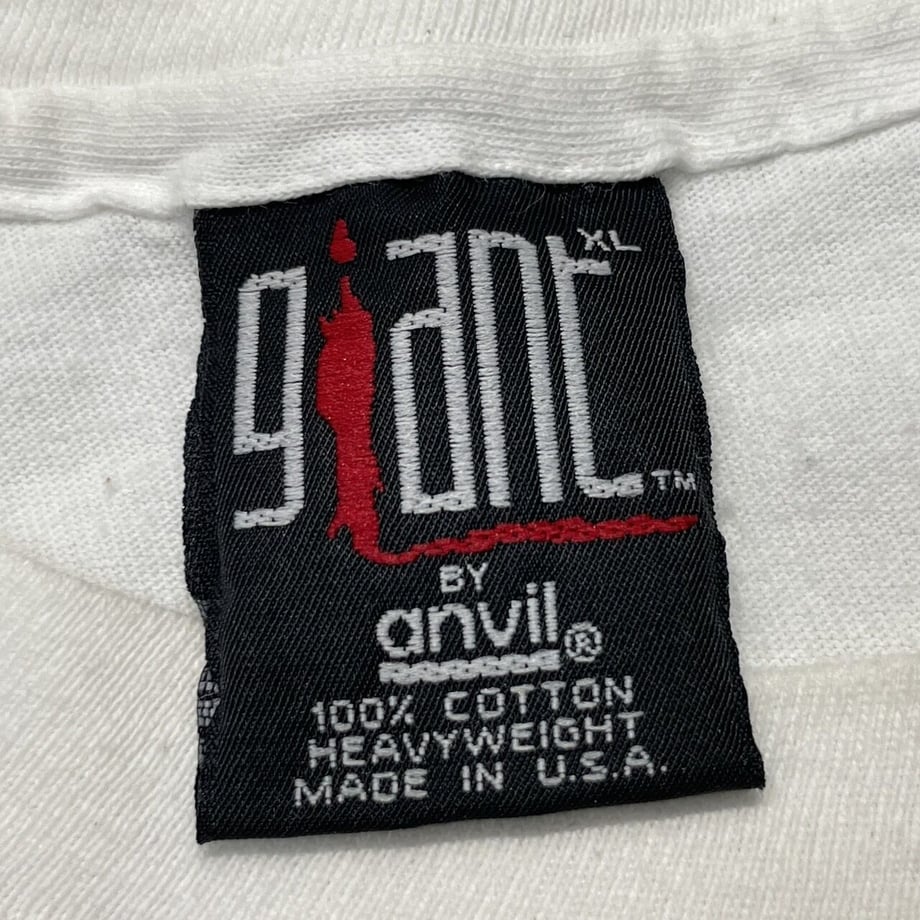 giant XL
TM
BY
anvil®
100% COTTON
HEAVYWEIGHT
MADE IN U.S.A.